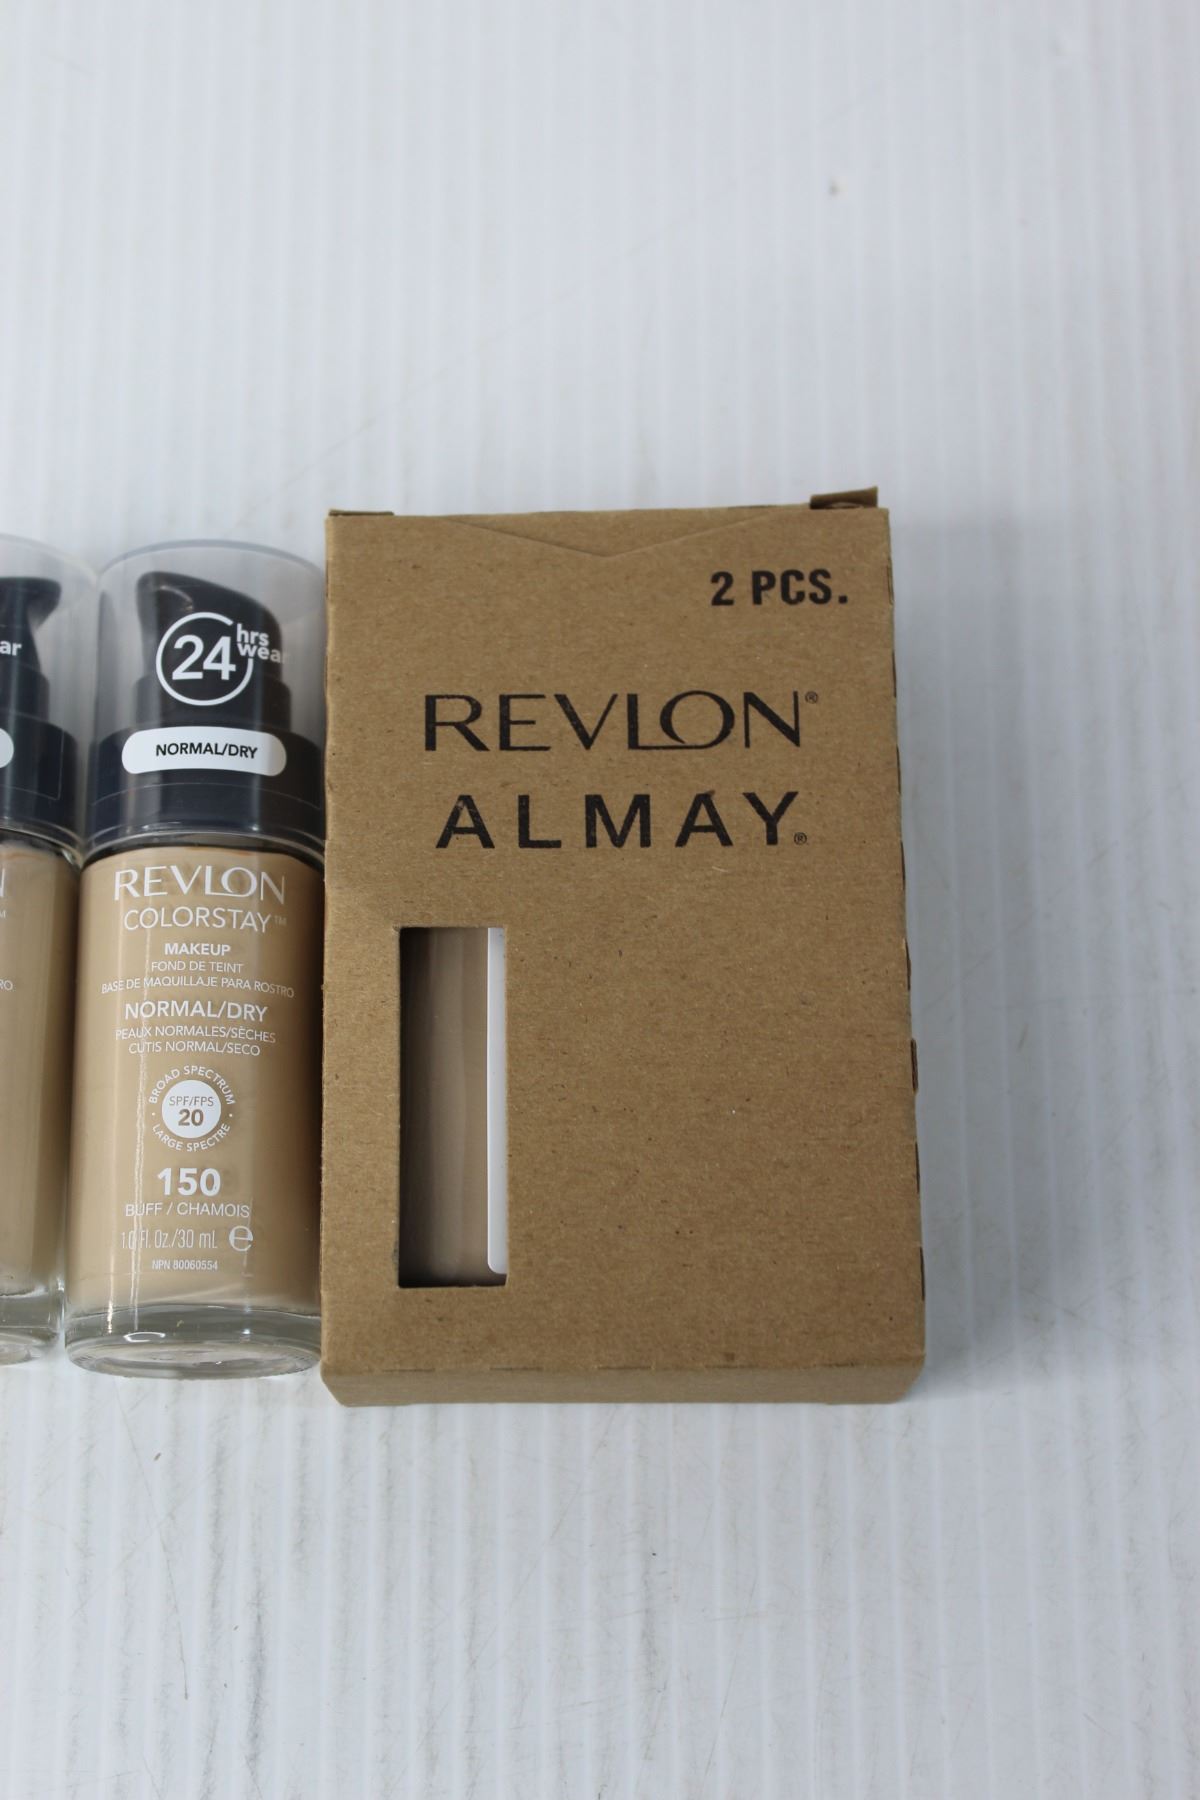 ar
24 hrs
wear
NORMAL/DRY
REVLON
COLORSTAY™
MAKEUP
FOND DE TEINT
BASE DE MAQUILLAJE PARA ROSTRO
NORMAL/DRY
PEAUX NORMALES/SÈCHES
CUTIS NORMAL/SECO
BROAD SPECTRUM
SPF/FPS
20
LARGE SPECTRE
150
BUFF / CHAMOIS
1.0 Fl. Oz./30 mL e
NPN 80060554
N
RO
2 PCS.
REVLON®
ALMAY®